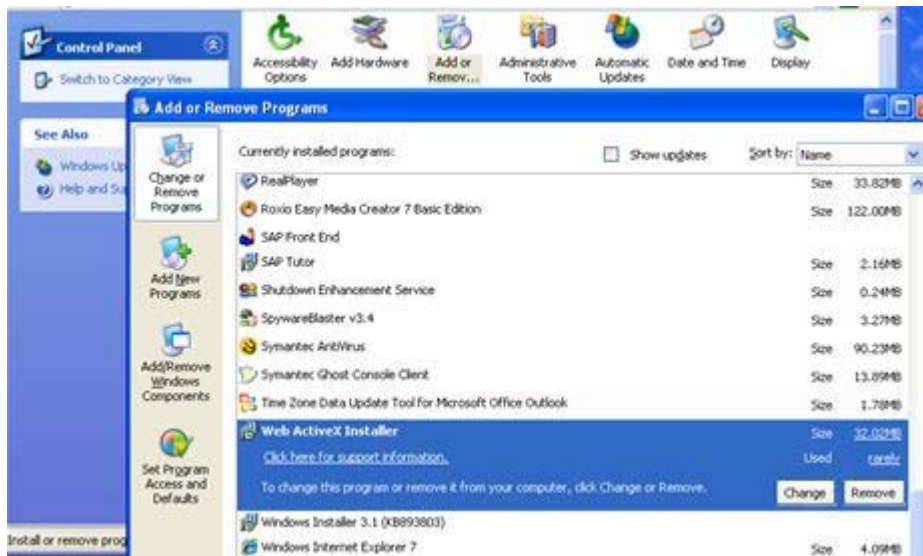 Control Panel
Switch to Category View
See Also
Windows Up
Help and Su
Accessibility Options
Add Hardware
Add or Remov...
Administrative Tools
Automatic Updates
Date and Time
Display
Add or Remove Programs
Change or Remove Programs
Add New Programs
Add/Remove Windows Components
Set Program Access and Defaults
Currently installed programs:
Show updates
Sort by: Name
RealPlayer Size 33.82MB
Roxio Easy Media Creator 7 Basic Edition Size 122.00MB
SAP Front End
SAP Tutor Size 2.16MB
Shutdown Enhancement Service Size 0.24MB
SpywareBlaster v3.4 Size 3.27MB
Symantec AntiVirus Size 90.23MB
Symantec Ghost Console Client Size 13.89MB
Time Zone Data Update Tool for Microsoft Office Outlook Size 1.78MB
Web ActiveX Installer Size 32.02MB
Click here for support information. Used rarely
To change this program or remove it from your computer, click Change or Remove.
Change Remove
Windows Installer 3.1 (KB893803)
Windows Internet Explorer 7 Size 4.09MB
Install or remove prog